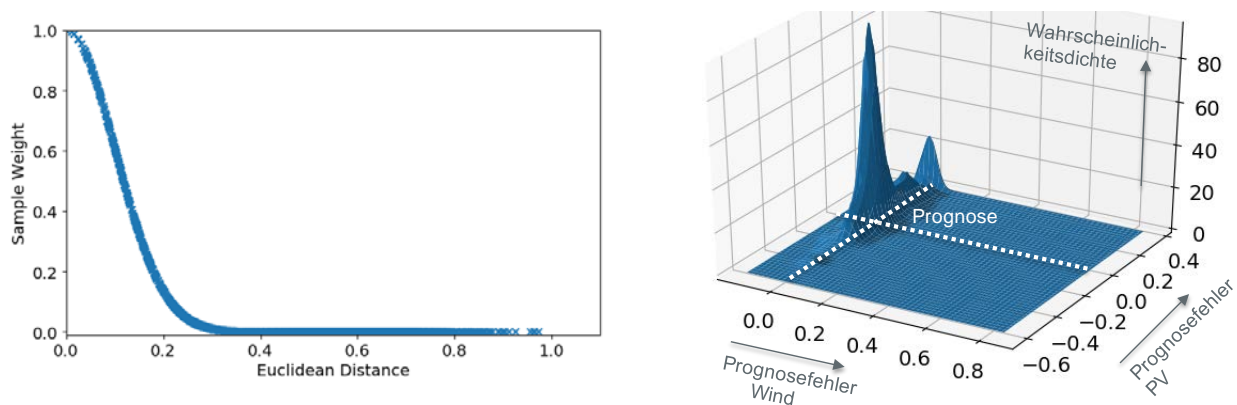 1.0
0.8
0.6
0.4
0.2
0.0
Sample Weight
0.0 0.2 0.4 0.6 0.8 1.0
Euclidean Distance
Wahrscheinlich-
keitsdichte
80
60
40
20
0
Prognose
0.0 0.2 0.4 0.6 0.8
Prognosefehler
Wind
0.4
0.2
0.0
−0.2
−0.4
−0.6
Prognosefehler
PV